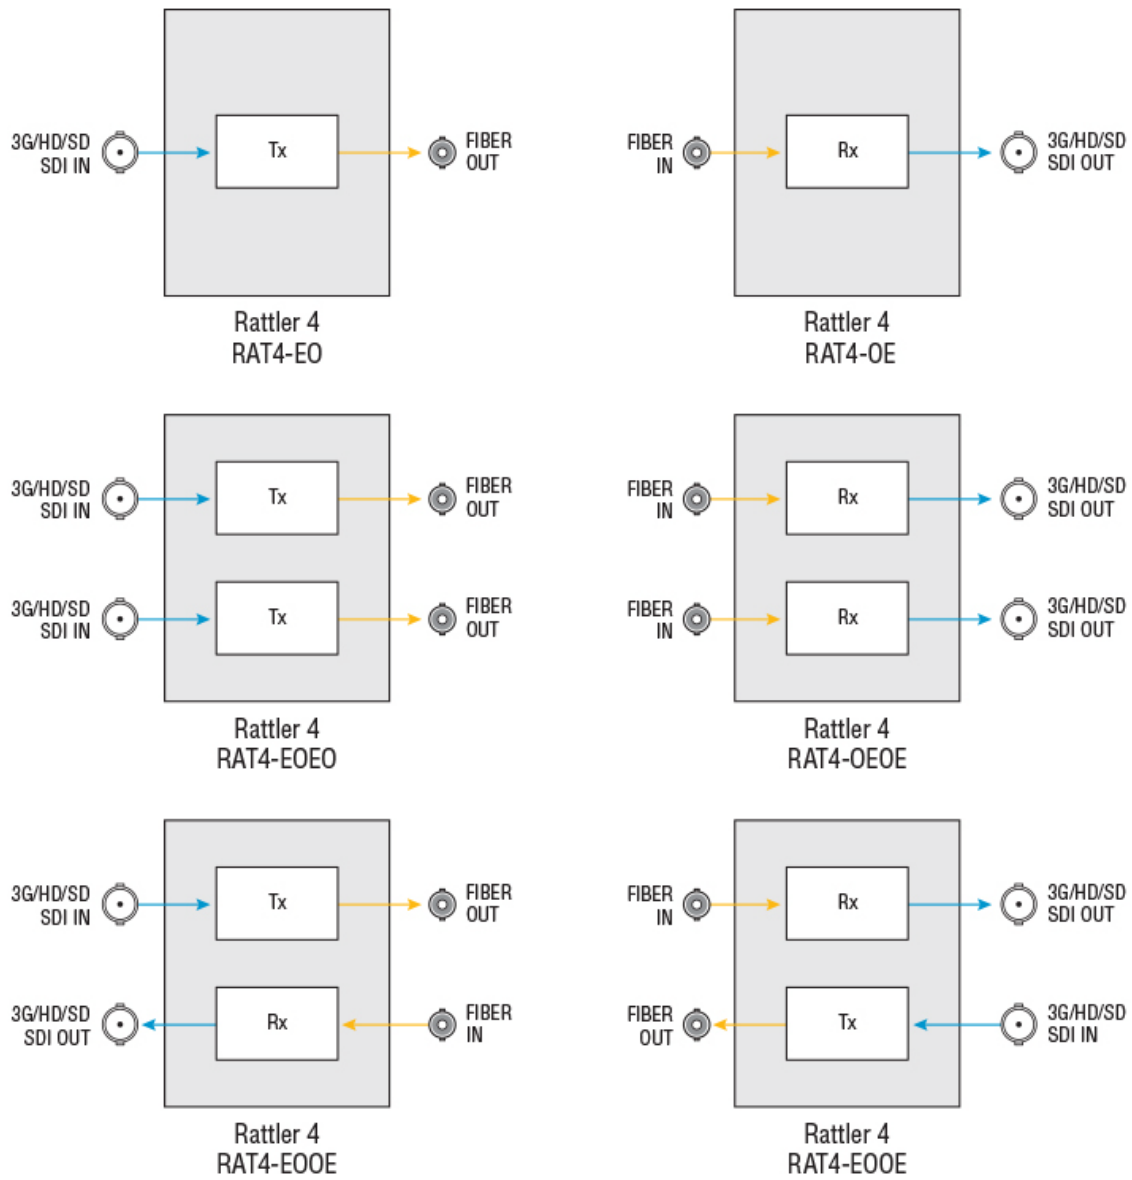 3G/HD/SD
SDI IN
Tx
FIBER
OUT
Rattler 4
RAT4-EO
FIBER
IN
Rx
3G/HD/SD
SDI OUT
Rattler 4
RAT4-OE
3G/HD/SD
SDI IN
Tx
FIBER
OUT
3G/HD/SD
SDI IN
Tx
FIBER
OUT
Rattler 4
RAT4-EOEO
FIBER
IN
Rx
3G/HD/SD
SDI OUT
FIBER
IN
Rx
3G/HD/SD
SDI OUT
Rattler 4
RAT4-OEOE
3G/HD/SD
SDI IN
Tx
FIBER
OUT
3G/HD/SD
SDI OUT
Rx
FIBER
IN
Rattler 4
RAT4-EOOE
FIBER
IN
Rx
3G/HD/SD
SDI OUT
FIBER
OUT
Tx
3G/HD/SD
SDI IN
Rattler 4
RAT4-EOOE